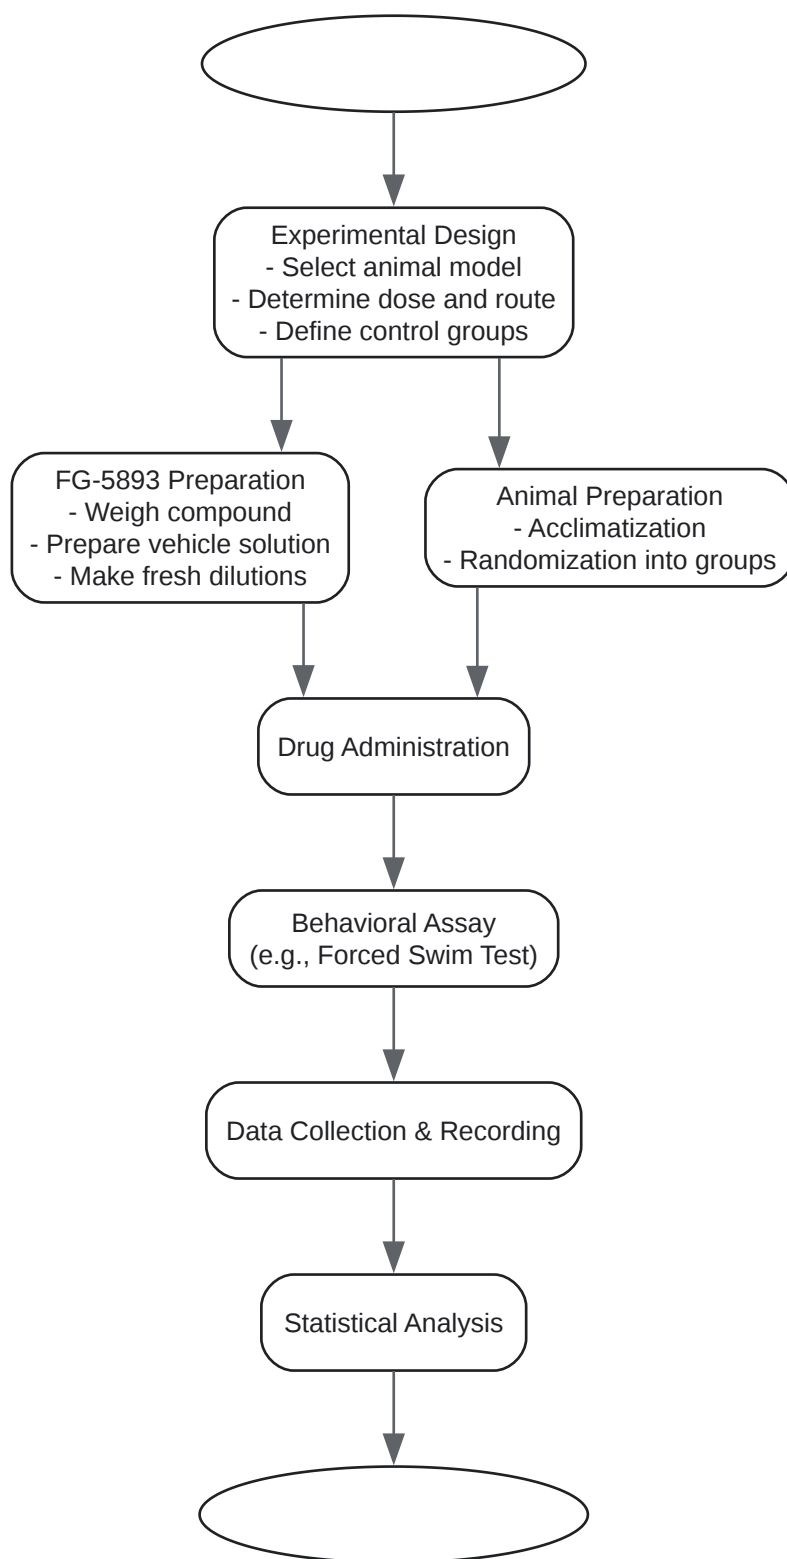 Experimental Design
- Select animal model
- Determine dose and route
- Define control groups
FG-5893 Preparation
- Weigh compound
- Prepare vehicle solution
- Make fresh dilutions
Animal Preparation
- Acclimatization
- Randomization into groups
Drug Administration
Behavioral Assay
(e.g., Forced Swim Test)
Data Collection & Recording
Statistical Analysis